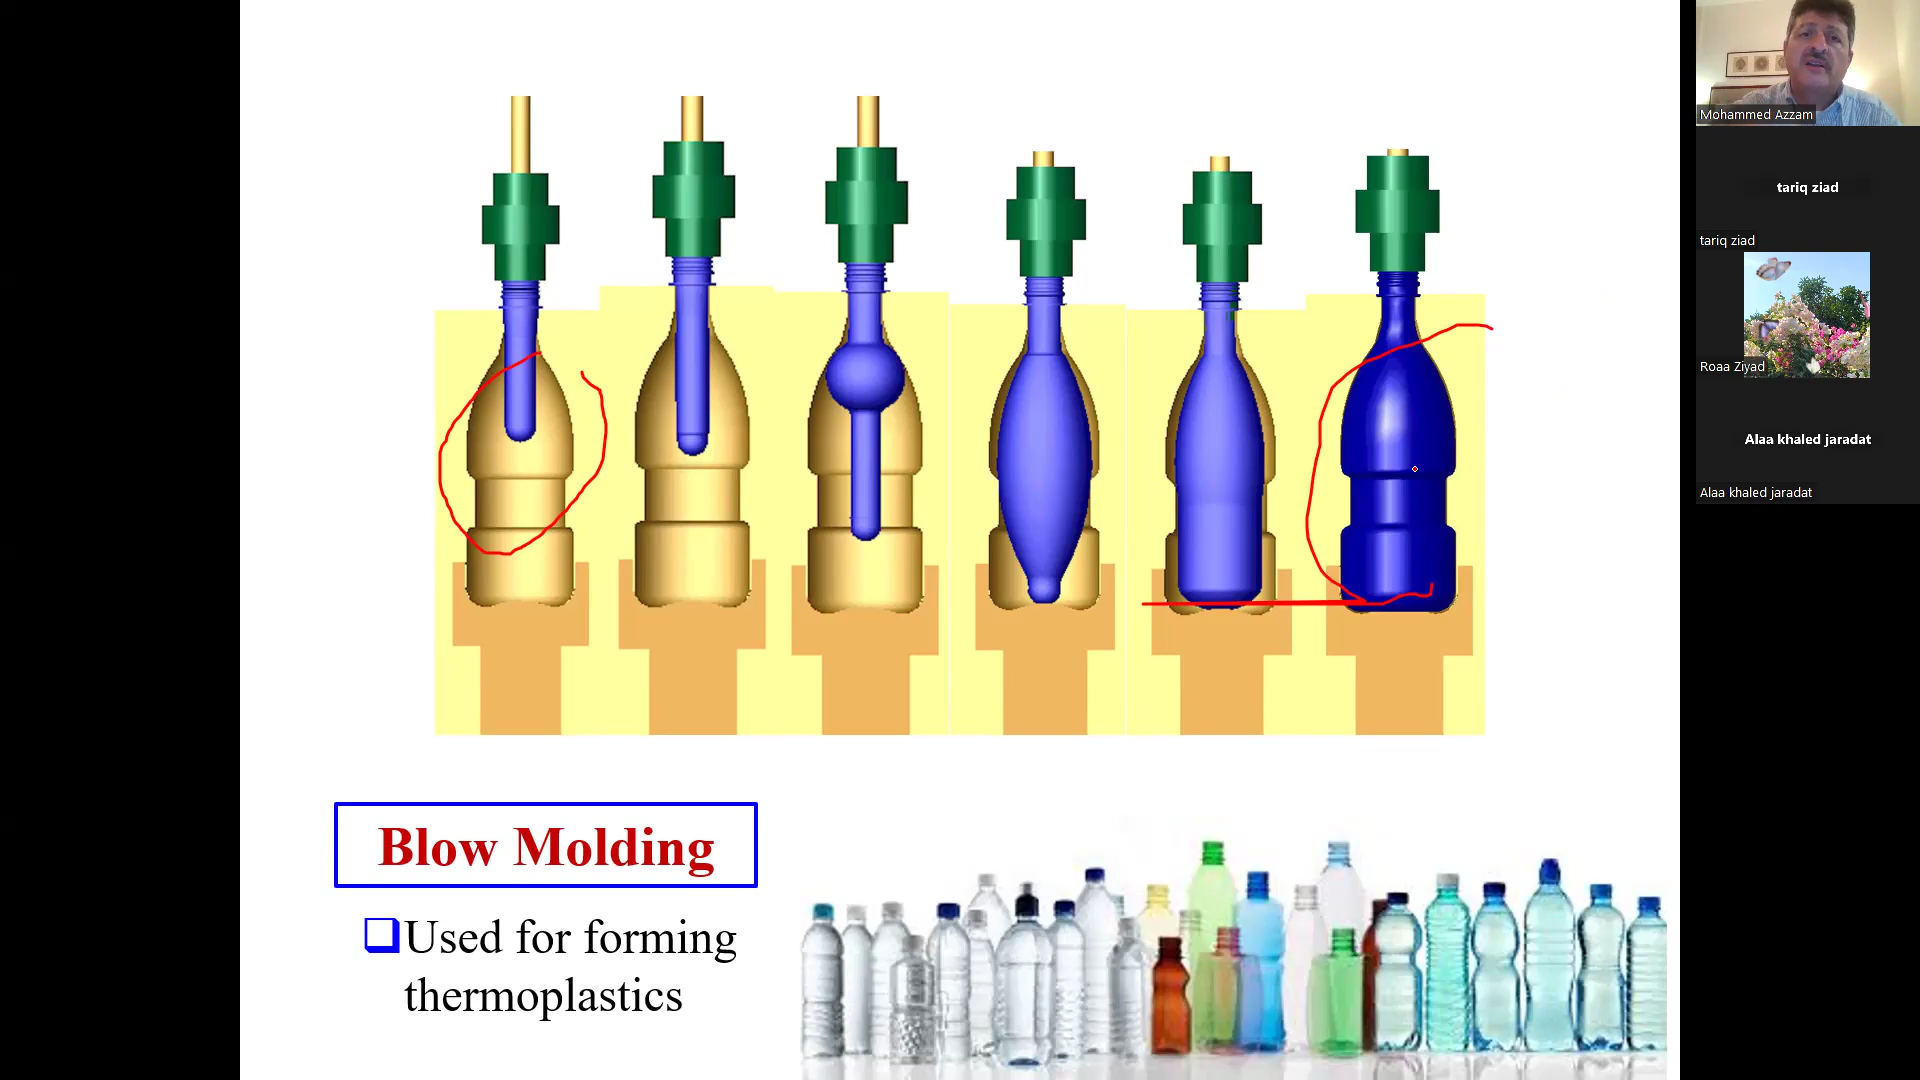 Blow Molding
❑Used for forming
thermoplastics
Mohammed Azzam
tariq ziad
tariq ziad
Roaa Ziyad
Alaa khaled jaradat
Alaa khaled jaradat